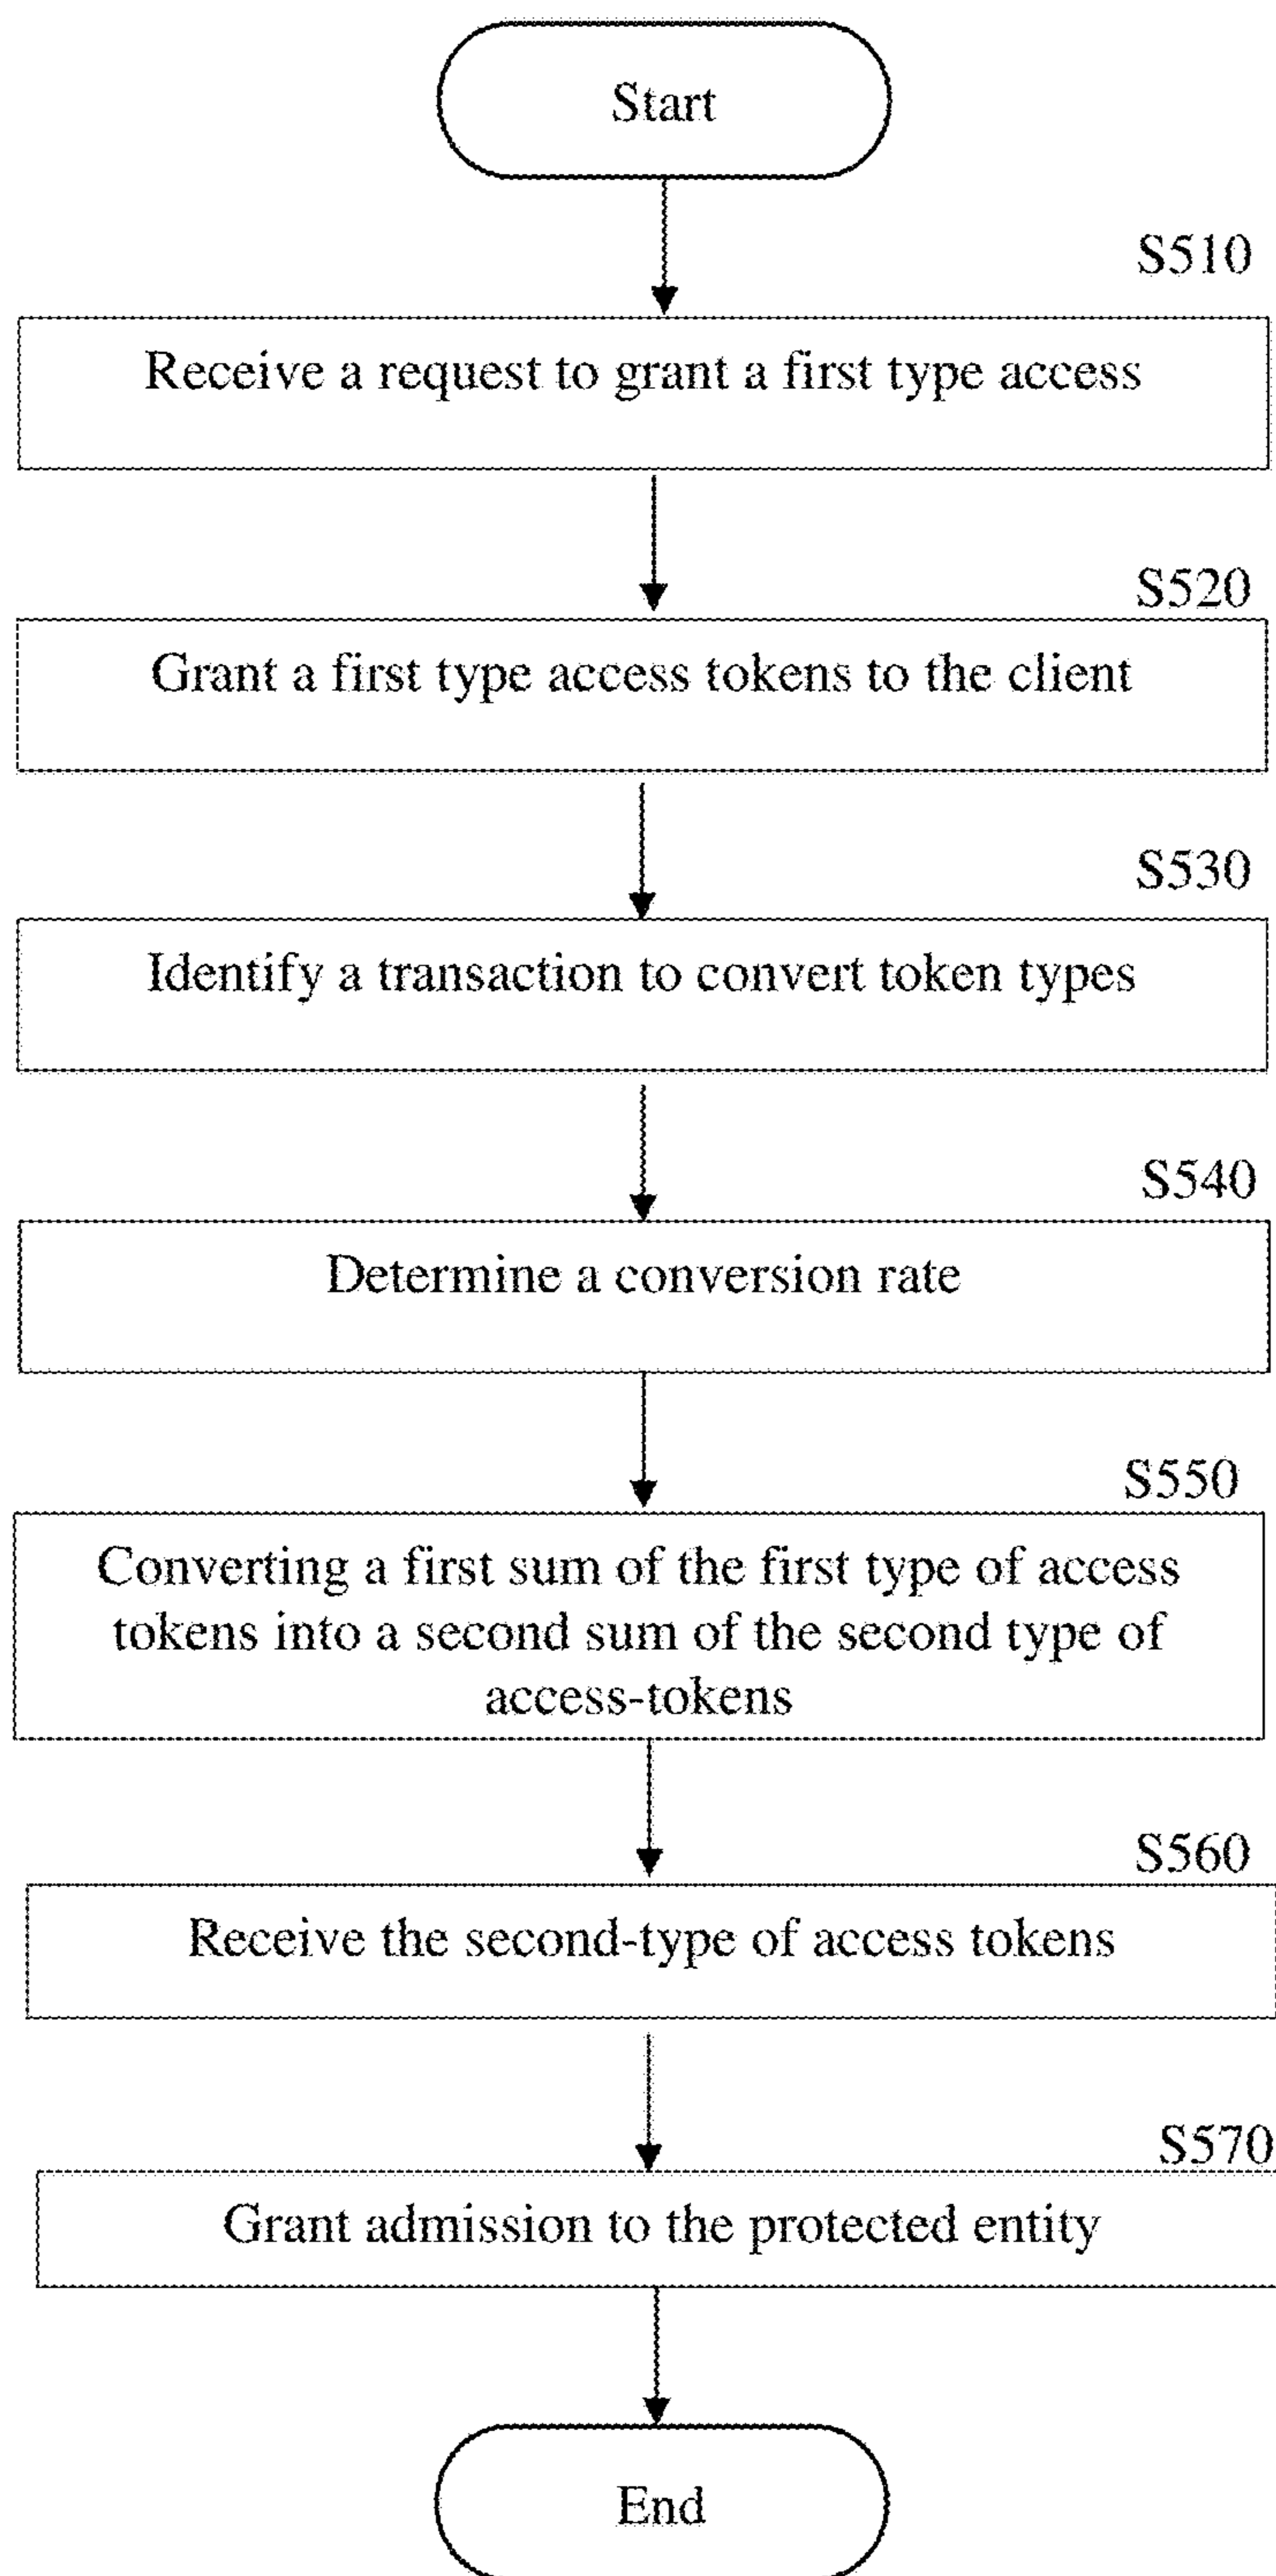 Start
S510
Receive a request to grant a first type access
S520
Grant a first type access tokens to the client
S530
Identify a transaction to convert token types
S540
Determine a conversion rate
S550
Converting a first sum of the first type of access
tokens into a second sum of the second type of
access-tokens
S560
Receive the second-type of access tokens
S570
Grant admission to the protected entity
End